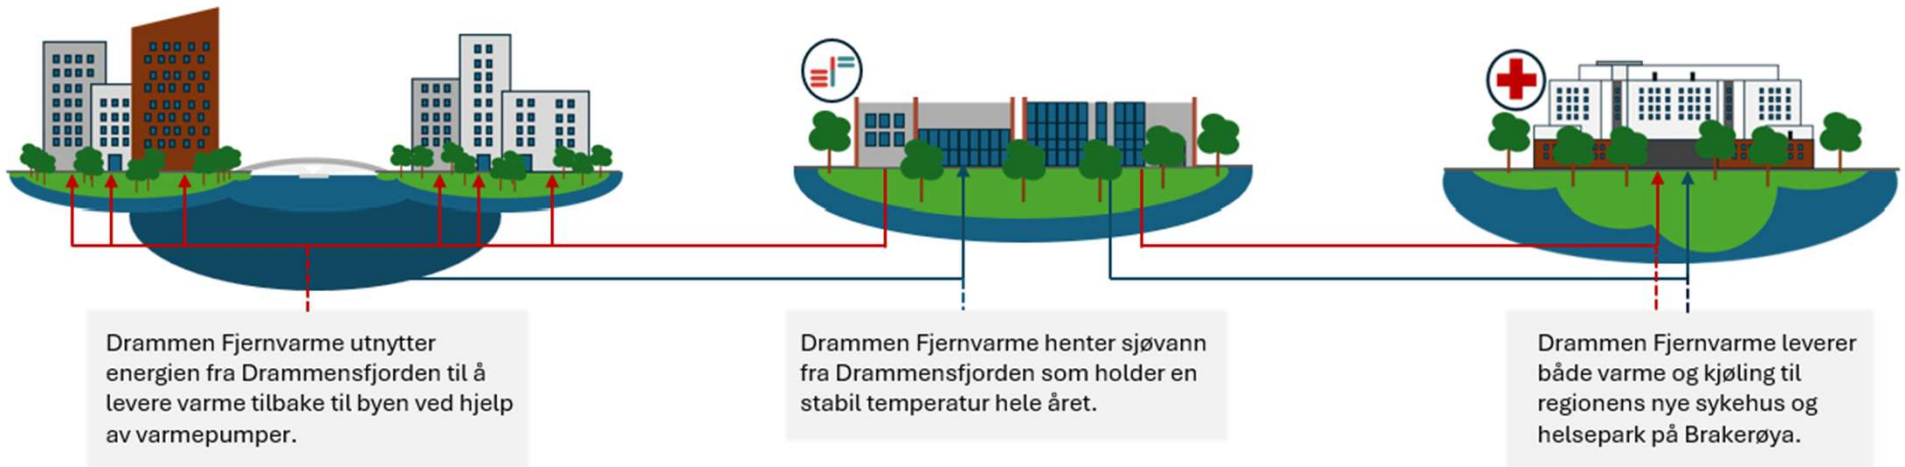 Drammen Fjernvarme utnytter
energien fra Drammensfjorden til å
levere varme tilbake til byen ved hjelp
av varmepumper.
Drammen Fjernvarme henter sjøvann
fra Drammensfjorden som holder en
stabil temperatur hele året.
Drammen Fjernvarme leverer
både varme og kjøling til
regionens nye sykehus og
helsepark på Brakerøya.